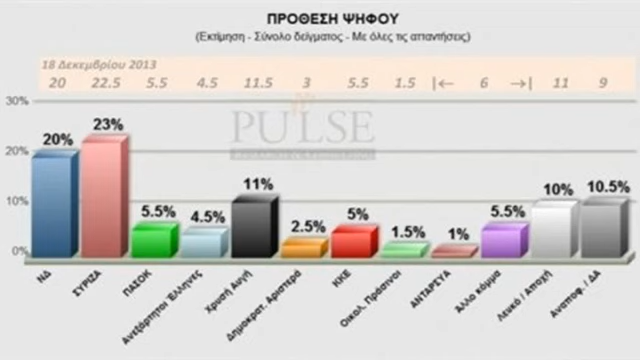 ΠΡΟΘΕΣΗ ΨΗΦΟΥ
(Εκτίμηση - Σύνολο δείγματος - Με όλες τις απαντήσεις)
18 Δεκεμβρίου 2013
20 22.5 5.5 4.5 11.5 3 5.5 1.5 |← 6 →| 11 9
PULSE
30%
20%
10%
0%
20% 23% 5.5% 4.5% 11% 2.5% 5% 1.5% 1% 5.5% 10% 10.5%
ΝΔ
ΣΥΡΙΖΑ
ΠΑΣΟΚ
Ανεξάρτητοι Έλληνες
Χρυσή Αυγή
Δημοκρατ. Αριστερά
ΚΚΕ
Οικολ. Πράσινοι
ΑΝΤΑΡΣΥΑ
Άλλο κόμμα
Λευκό / Αποχή
Αναποφ. / ΔΑ